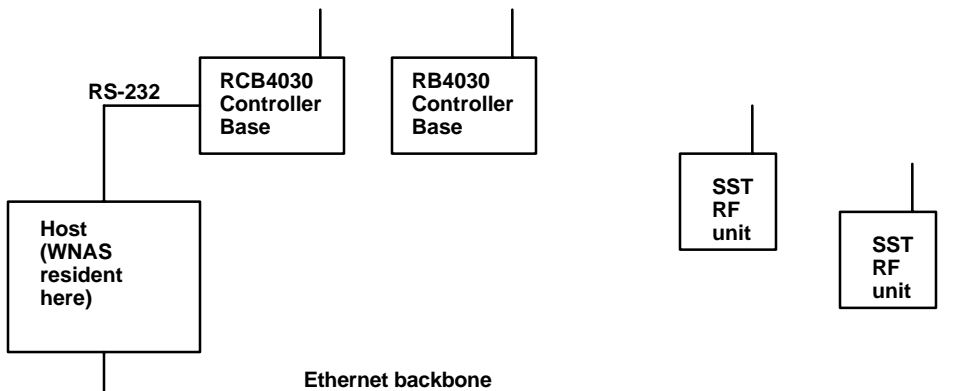 RS-232
RCB4030
Controller
Base
RB4030
Controller
Base
SST
RF
unit
SST
RF
unit
Host
(WNAS
resident
here)
Ethernet backbone